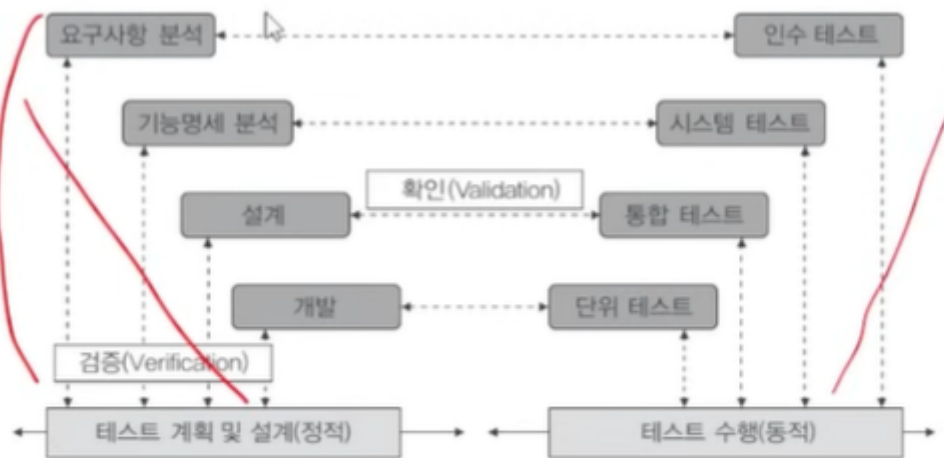 요구사항 분석
인수 테스트
기능명세 분석
시스템 테스트
확인(Validation)
설계
통합 테스트
개발
단위 테스트
검증(Verification)
테스트 계획 및 설계(정적)
테스트 수행(동적)